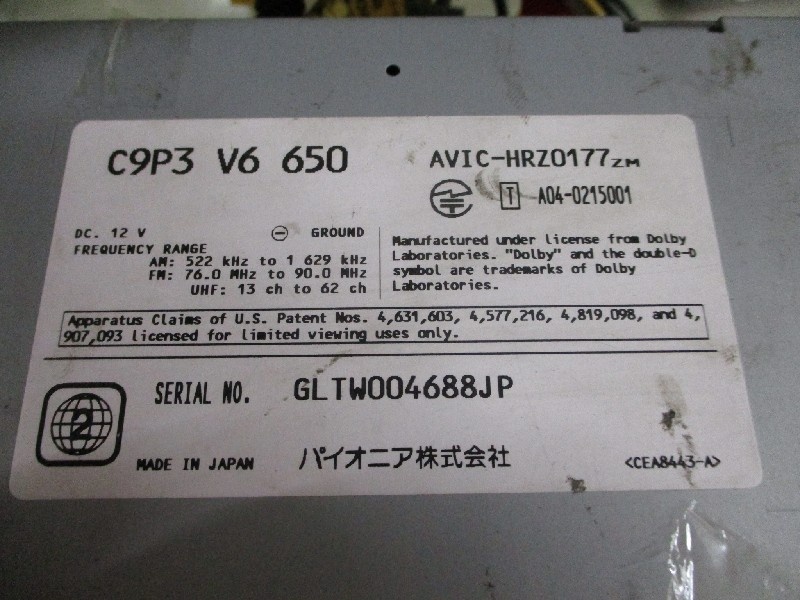 C9P3 V6 650
AVIC-HRZ0177ZM
T A04-0215001
DC. 12 V ⊖ GROUND
FREQUENCY RANGE
AM: 522 kHz to 1 629 kHz
FM: 76.0 MHz to 90.0 MHz
UHF: 13 ch to 62 ch
Manufactured under license from Dolby
Laboratories. "Dolby" and the double-D
symbol are trademarks of Dolby
Laboratories.
Apparatus Claims of U.S. Patent Nos. 4,631,603, 4,577,216, 4,819,098, and 4,
907,093 licensed for limited viewing uses only.
2
SERIAL NO. GLTW004688JP
MADE IN JAPAN パイオニア株式会社 <CEA8443-A>